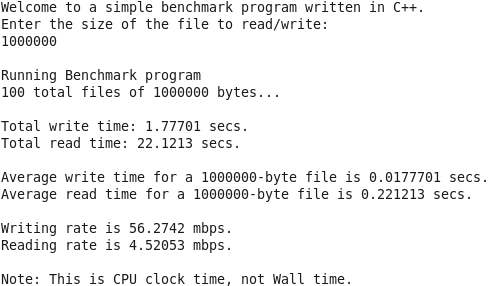 Welcome to a simple benchmark program written in C++.
Enter the size of the file to read/write:
1000000
Running Benchmark program
100 total files of 1000000 bytes...
Total write time: 1.77701 secs.
Total read time: 22.1213 secs.
Average write time for a 1000000-byte file is 0.0177701 secs.
Average read time for a 1000000-byte file is 0.221213 secs.
Writing rate is 56.2742 mbps.
Reading rate is 4.52053 mbps.
Note: This is CPU clock time, not Wall time.